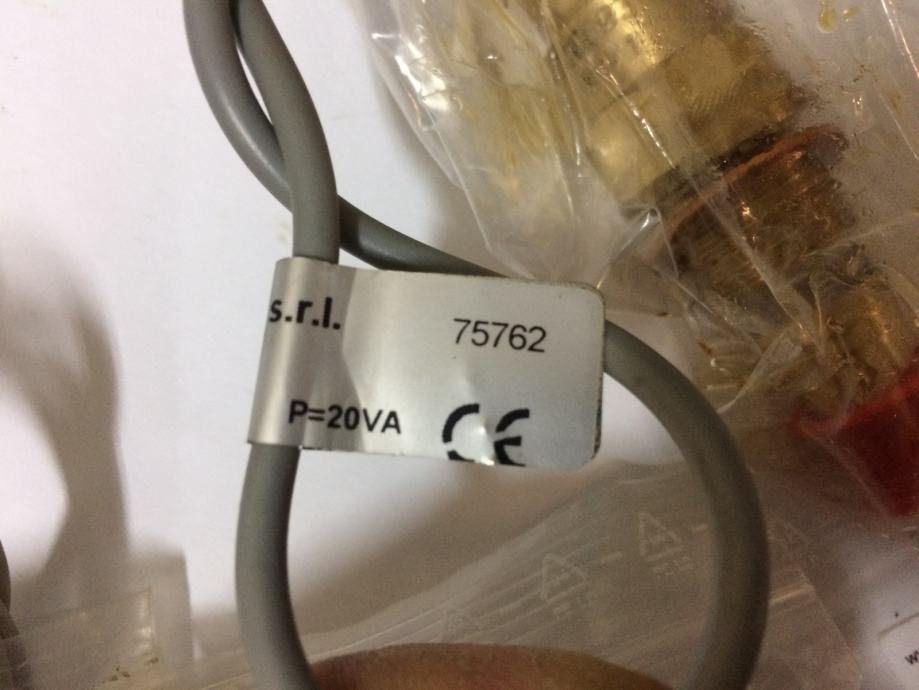 s.r.l.
75762
P=20VA
CE